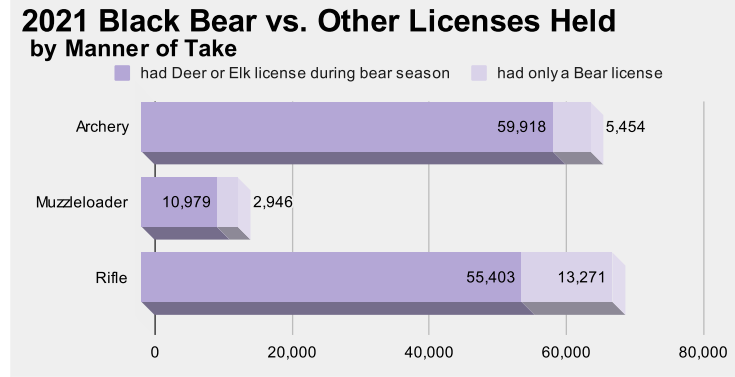 2021 Black Bear vs. Other Licenses Held
by Manner of Take
had Deer or Elk license during bear season had only a Bear license
Archery 59,918 5,454
Muzzleloader 10,979 2,946
Rifle 55,403 13,271
0 20,000 40,000 60,000 80,000